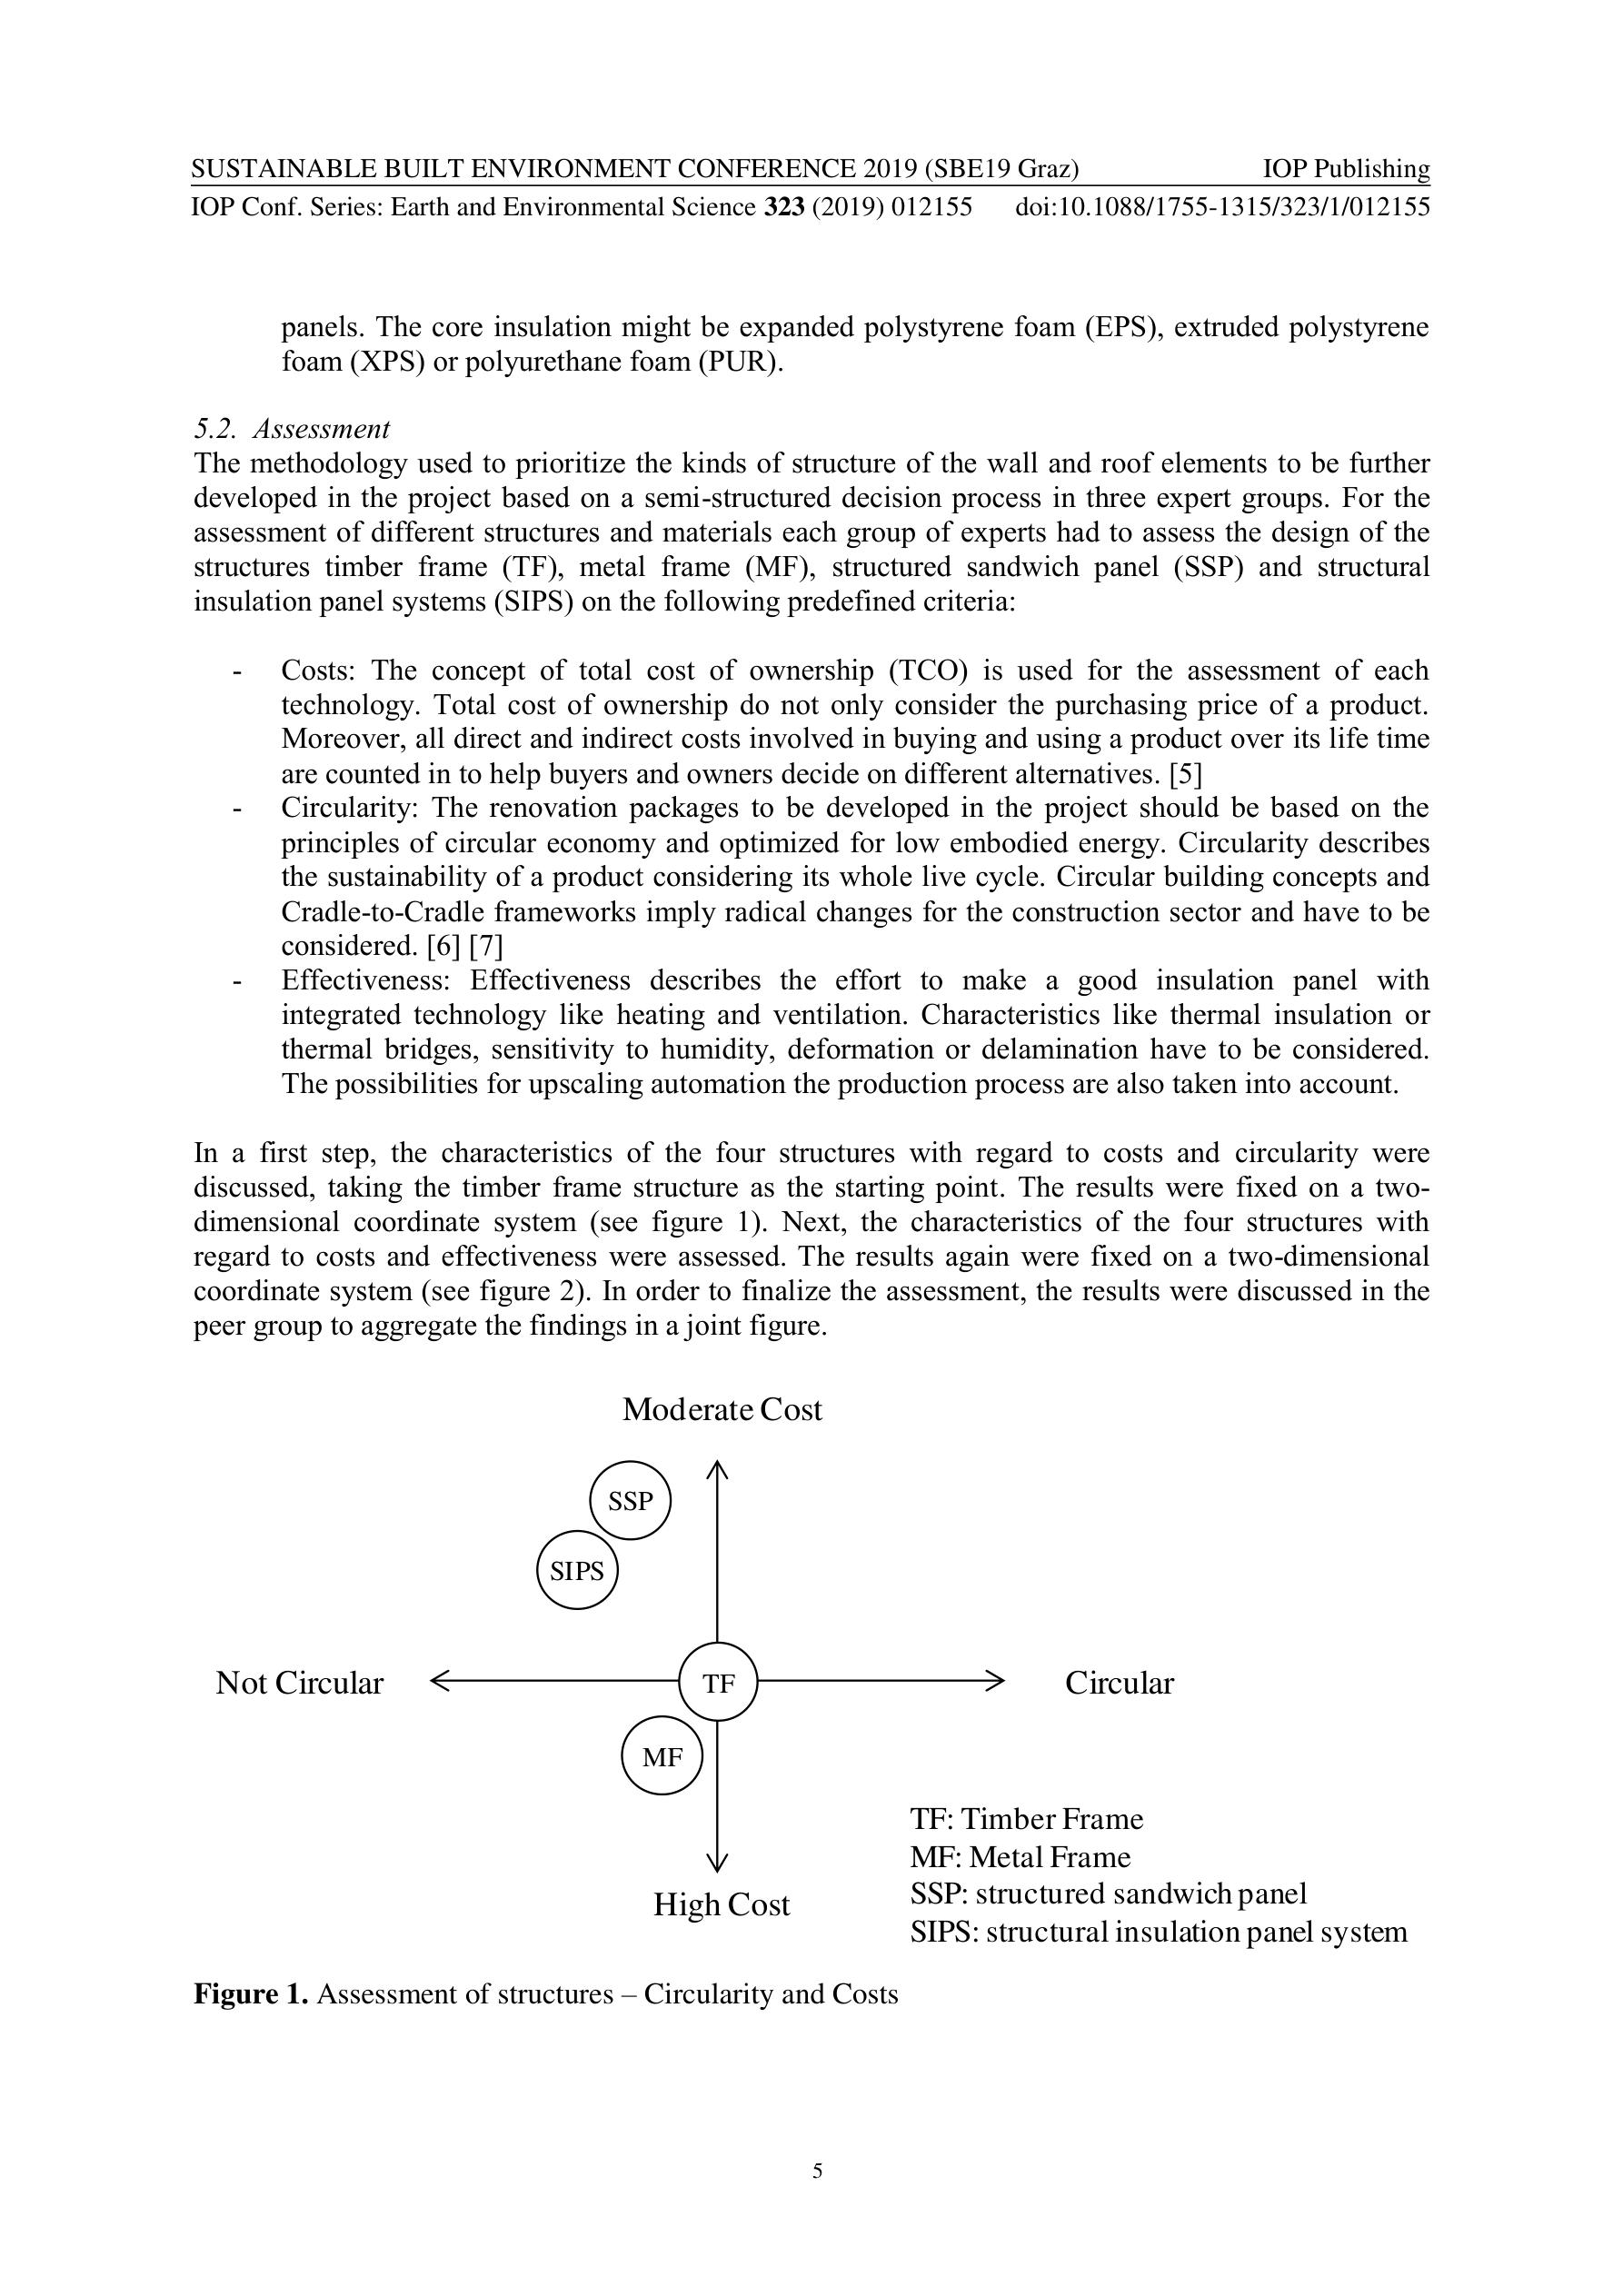 SUSTAINABLE BUILT ENVIRONMENT CONFERENCE 2019 (SBE19 Graz) IOP Publishing
IOP Conf. Series: Earth and Environmental Science 323 (2019) 012155 doi:10.1088/1755-1315/323/1/012155
panels. The core insulation might be expanded polystyrene foam (EPS), extruded polystyrene
foam (XPS) or polyurethane foam (PUR).
5.2. Assessment
The methodology used to prioritize the kinds of structure of the wall and roof elements to be further
developed in the project based on a semi-structured decision process in three expert groups. For the
assessment of different structures and materials each group of experts had to assess the design of the
structures timber frame (TF), metal frame (MF), structured sandwich panel (SSP) and structural
insulation panel systems (SIPS) on the following predefined criteria:
- Costs: The concept of total cost of ownership (TCO) is used for the assessment of each
technology. Total cost of ownership do not only consider the purchasing price of a product.
Moreover, all direct and indirect costs involved in buying and using a product over its life time
are counted in to help buyers and owners decide on different alternatives. [5]
- Circularity: The renovation packages to be developed in the project should be based on the
principles of circular economy and optimized for low embodied energy. Circularity describes
the sustainability of a product considering its whole live cycle. Circular building concepts and
Cradle-to-Cradle frameworks imply radical changes for the construction sector and have to be
considered. [6] [7]
- Effectiveness: Effectiveness describes the effort to make a good insulation panel with
integrated technology like heating and ventilation. Characteristics like thermal insulation or
thermal bridges, sensitivity to humidity, deformation or delamination have to be considered.
The possibilities for upscaling automation the production process are also taken into account.
In a first step, the characteristics of the four structures with regard to costs and circularity were
discussed, taking the timber frame structure as the starting point. The results were fixed on a two-
dimensional coordinate system (see figure 1). Next, the characteristics of the four structures with
regard to costs and effectiveness were assessed. The results again were fixed on a two-dimensional
coordinate system (see figure 2). In order to finalize the assessment, the results were discussed in the
peer group to aggregate the findings in a joint figure.
Moderate Cost
SSP
SIPS
Not Circular
TF
Circular
MF
TF: Timber Frame
MF: Metal Frame
SSP: structured sandwich panel
High Cost
SIPS: structural insulation panel system
Figure 1. Assessment of structures – Circularity and Costs
5